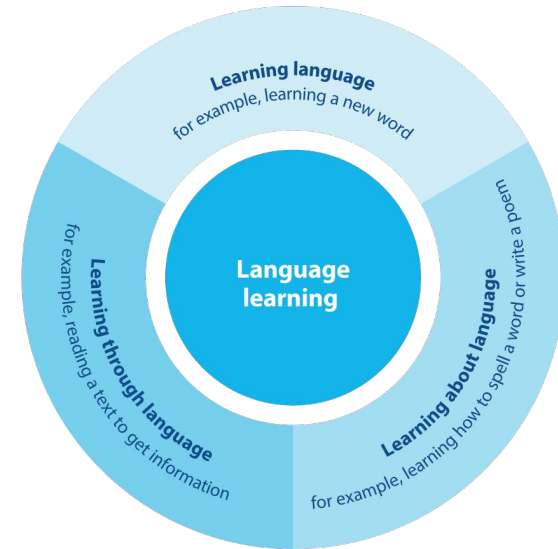 Learning language
for example, learning a new word
Language
learning
Learning through language
for example, reading a text to get information
Learning about language
for example, learning how to spell a word or write a poem